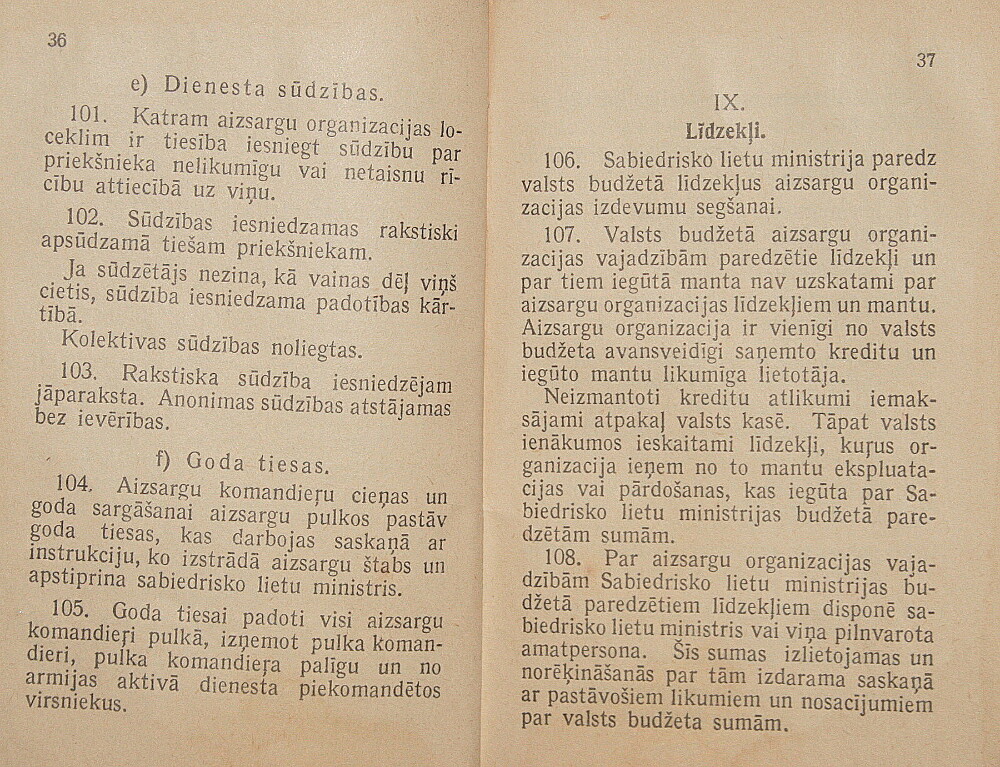 36
e) Dienesta sūdzības.
101. Katram aizsargu organizacijas lo-
ceklim ir tiesība iesniegt sūdzību par
priekšnieka nelikumīgu vai netaisnu rī-
cību attiecībā uz viņu.
102. Sūdzības iesniedzamas rakstiski
apsūdzamā tiešam priekšniekam.
Ja sūdzētājs nezina, kā vainas dēļ viņš
cietis, sūdzība iesniedzama padotības kār-
tībā.
Kolektivas sūdzības noliegtas.
103. Rakstiska sūdzība iesniedzējam
jāparaksta. Anonimas sūdzības atstājamas
bez ievērības.
f) Goda tiesas.
104. Aizsargu komandieŗu cieņas un
goda sargāšanai aizsargu pulkos pastāv
goda tiesas, kas darbojas saskaņā ar
instrukciju, ko izstrādā aizsargu štabs un
apstiprina sabiedrisko lietu ministris.
105. Goda tiesai padoti visi aizsargu
komandieŗi pulkā, izņemot pulka koman-
dieri, pulka komandieŗa palīgu un no
armijas aktivā dienesta piekomandētos
virsniekus.
37
IX.
Līdzekļi.
106. Sabiedrisko lietu ministrija paredz
valsts budžetā līdzekļus aizsargu organi-
zacijas izdevumu segšanai.
107. Valsts budžetā aizsargu organi-
zacijas vajadzībām paredzētie līdzekļi un
par tiem iegūtā manta nav uzskatami par
aizsargu organizacijas līdzekļiem un mantu.
Aizsargu organizacija ir vienīgi no valsts
budžeta avansveidīgi saņemto kreditu un
iegūto mantu likumīga lietotāja.
Neizmantoti kreditu atlikumi iemak-
sājami atpakaļ valsts kasē. Tāpat valsts
ienākumos ieskaitami līdzekļi, kuŗus or-
ganizacija ieņem no to mantu ekspluata-
cijas vai pārdošanas, kas iegūta par Sa-
biedrisko lietu ministrijas budžetā pare-
dzētām sumām.
108. Par aizsargu organizacijas vaja-
dzībām Sabiedrisko lietu ministrijas bu-
džetā paredzētiem līdzekļiem disponē sa-
biedrisko lietu ministris vai viņa pilnvarota
amatpersona. Šīs sumas izlietojamas un
norēķināšanās par tām izdarama saskaņā
ar pastāvošiem likumiem un nosacījumiem
par valsts budžeta sumām.